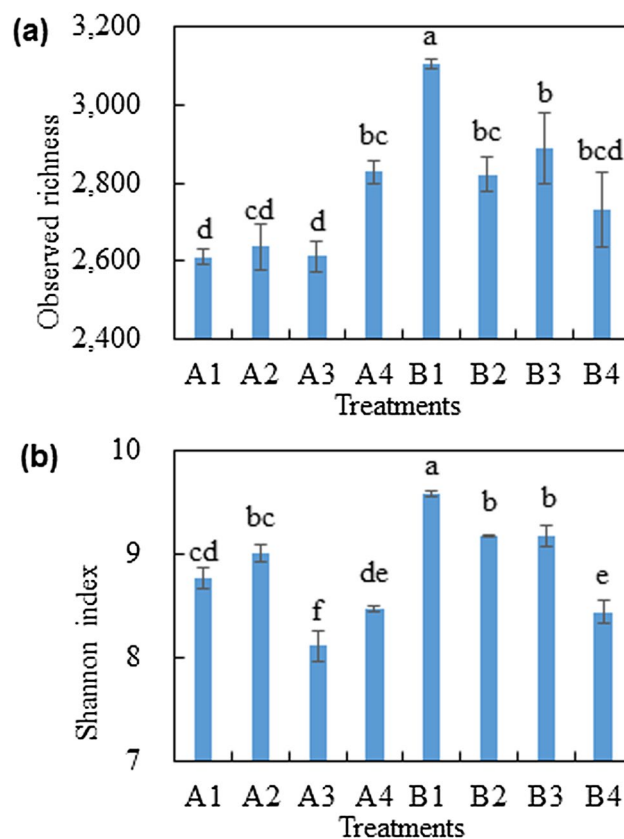 (a)
Observed richness
3,200
3,000
2,800
2,600
2,400
d cd d bc a bc b bcd
A1 A2 A3 A4 B1 B2 B3 B4
Treatments
(b)
Shannon index
10
9
8
7
cd bc f de a b b e
A1 A2 A3 A4 B1 B2 B3 B4
Treatments